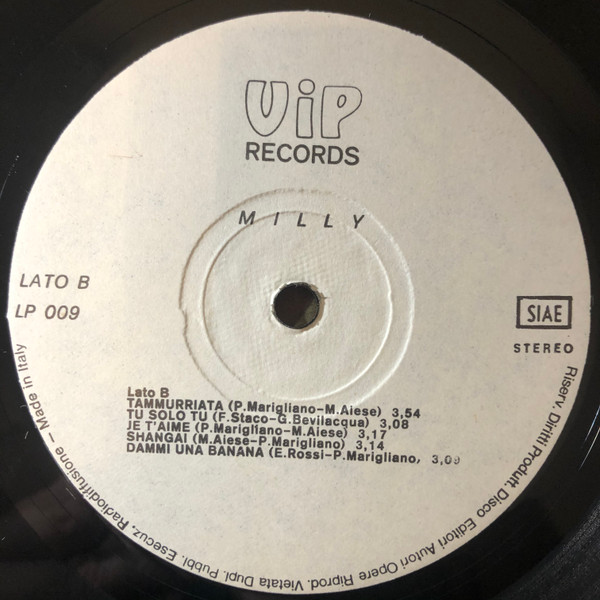 ViP
RECORDS
MILLY
LATO B
LP 009
SIAE
STEREO
Lato B
TAMMURRIATA (P.Marigliano-M.Aiese) 3,54
TU SOLO TU (F.Staco-G.Bevilacqua) 3,08
JE T'AIME (P.Marigliano-M.Aiese) 3,17
SHANGAI (M.Aiese-P.Marigliano) 3,14
DAMMI UNA BANANA (E.Rossi-P.Marigliano, 3,09
Riserv. Diritti Produtt. Disco Editori Autori Opere Riprod. Vietata Dupl. Pubbl. Esecuz. Radiodiffusione - Made in Italy